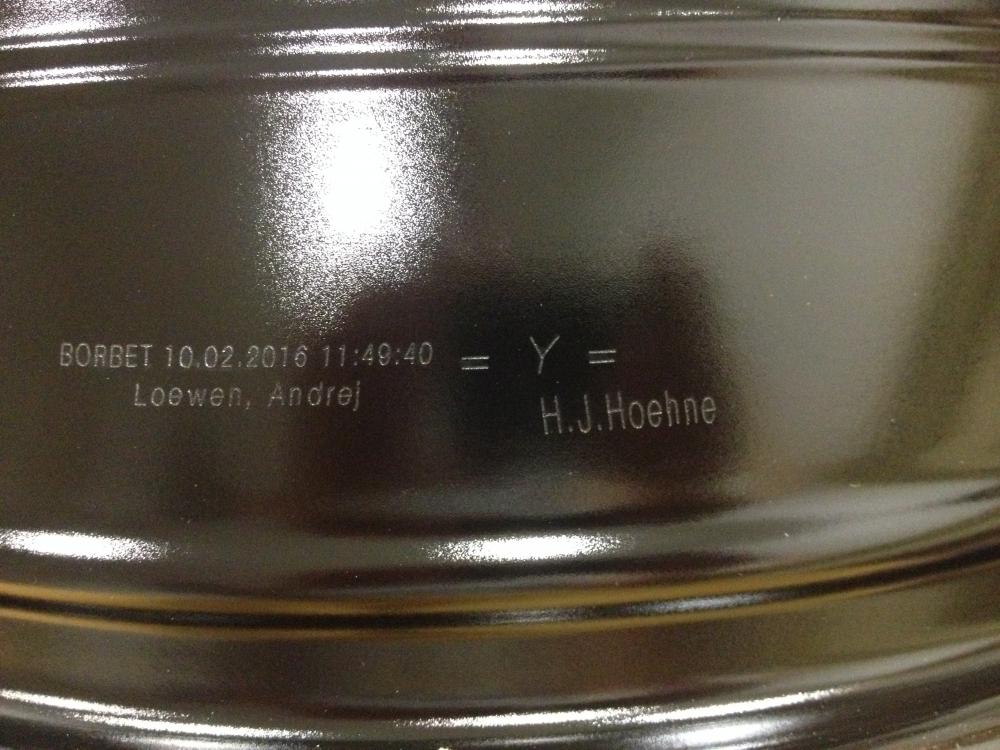 BORBET 10.02.2016 11:49:40 = Y =
Loewen, Andrej
H.J.Hoehne